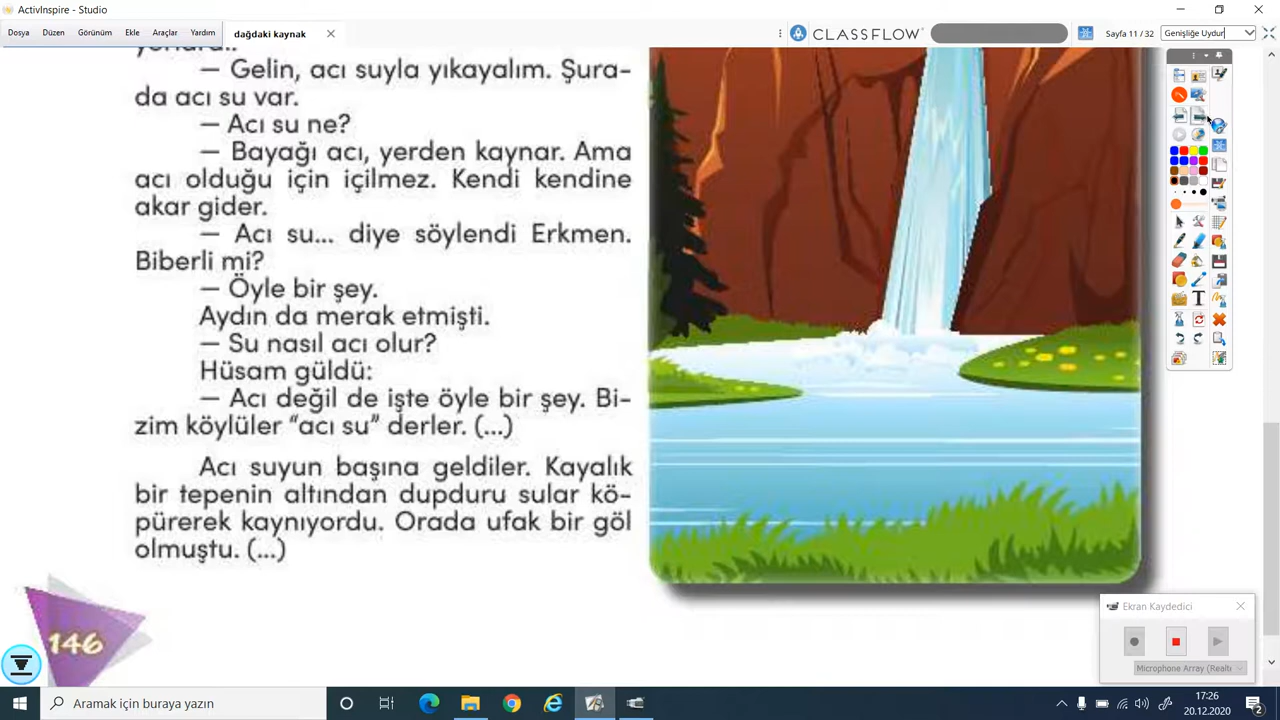 ActivInspire - Studio
Dosya Düzen Görünüm Ekle Araçlar Yardım dağdaki kaynak CLASSFLOW Sayfa 11 / 32 Genişliğe Uydur
— Gelin, acı suyla yıkayalım. Şura-
da acı su var.
— Acı su ne?
— Bayağı acı, yerden kaynar. Ama
acı olduğu için içilmez. Kendi kendine
akar gider.
— Acı su... diye söylendi Erkmen.
Biberli mi?
— Öyle bir şey.
Aydın da merak etmişti.
— Su nasıl acı olur?
Hüsam güldü:
— Acı değil de işte öyle bir şey. Bi-
zim köylüler “acı su” derler. (...)
Acı suyun başına geldiler. Kayalık
bir tepenin altından dupduru sular kö-
pürerek kaynıyordu. Orada ufak bir göl
olmuştu. (...)
146
Ekran Kaydedici
Microphone Array (Realte
Aramak için buraya yazın
17:26
20.12.2020
2